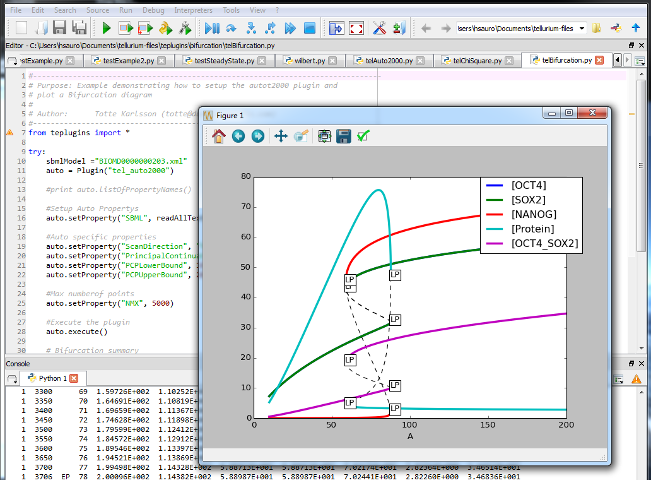 File Edit Search Source Run Debug Interpreters Tools View ?
\Users\hsauro\Documents\tellurium-files
Editor - C:\Users\hsauro\Documents\tellurium-files\teplugins\bifurcation\telBifurcation.py
testExample2.py testSteadyState.py wilbert.py telAuto2000.py telChiSquare.py telBifurcation.py
1 #
2 # Purpose: Example demonstrating how to setup the auto2000 plugin and
3 # plot a Bifurcation diagram
4 #
5 # Author: Totte Karlsson
6 #
7 from teplugins import *
8
9 try:
10 sbmlModel ="BIOMD0000000203.xml"
11 auto = Plugin("tel_auto2000")
12
13 #print auto.listOfPropertyNames()
14
15 #Setup Auto Propertys
16 auto.setProperty("SBML", readAllTe
17
18 #Auto specific properties
19 auto.setProperty("ScanDirection",
20 auto.setProperty("PrincipalContinua
21 auto.setProperty("PCPLowerBound",
22 auto.setProperty("PCPUpperBound",
23
24 #Max numberof points
25 auto.setProperty("NMX", 5000)
26
27 #Execute the plugin
28 auto.execute()
29
30 # Bifurcation summary
Figure 1
80
70
60
50
40
30
20
10
0
0 50 100 150 200
A
[OCT4]
[SOX2]
[NANOG]
[Protein]
[OCT4_SOX2]
LP
LP
LP
LP
LP
LP
LP
LP
LP
Console
Python 1
1 3300 69 1.59726E+002 1.10252E+
1 3350 70 1.64691E+002 1.10819E+
1 3400 71 1.69659E+002 1.11367E+
1 3450 72 1.74628E+002 1.11898E+
1 3500 73 1.79599E+002 1.12412E+
1 3550 74 1.84572E+002 1.12912E+
1 3600 75 1.89546E+002 1.13397E+
1 3650 76 1.94521E+002 1.13869E+
1 3700 77 1.99498E+002 1.14328E+002 5.88713E+001 5.88713E+001 7.02174E+001 2.82364E+000 3.46514E+001
1 3706 EP 78 2.00096E+002 1.14382E+002 5.88987E+001 5.88987E+001 7.02441E+001 2.82260E+000 3.46836E+001